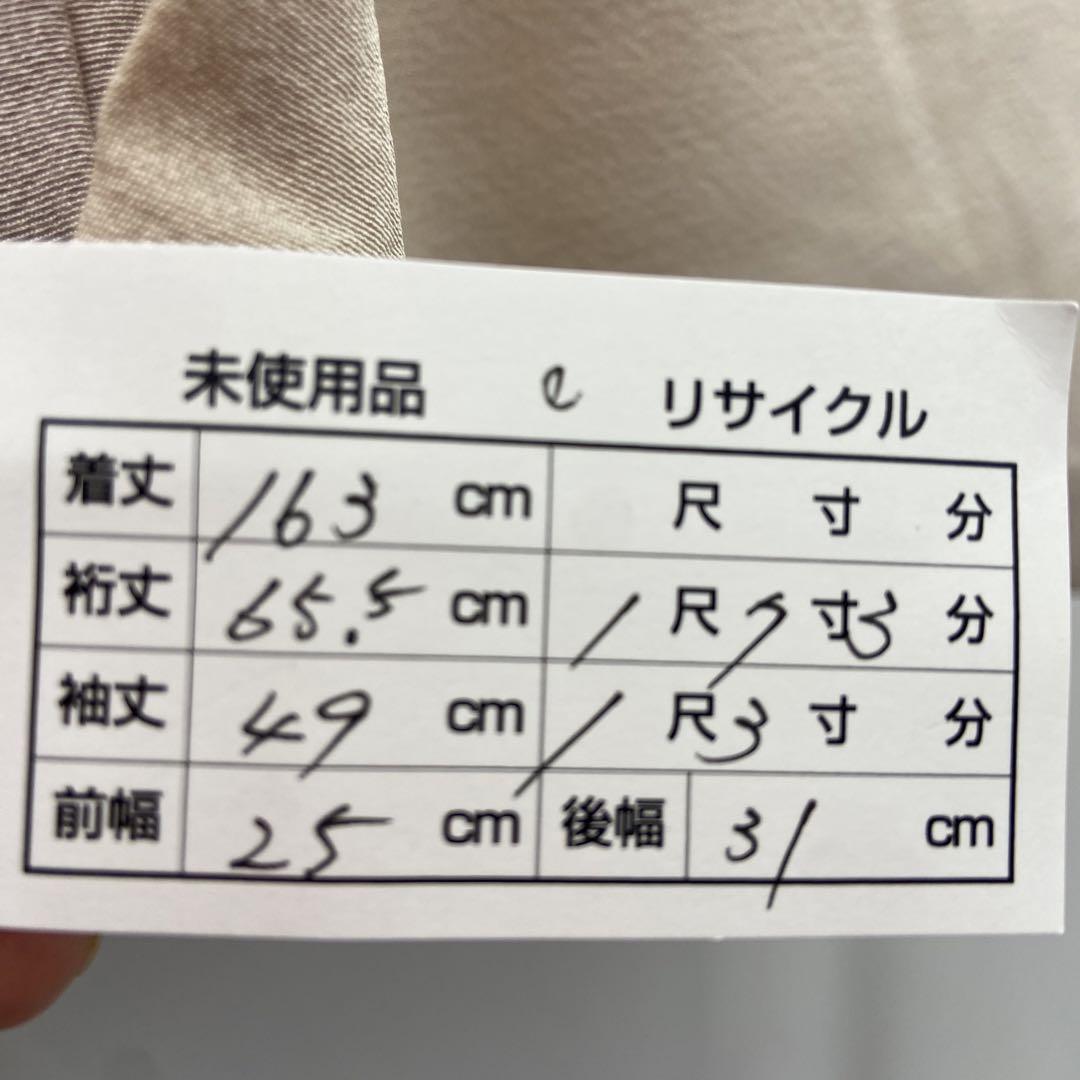 未使用品 e リサイクル
着丈 163 cm 尺 寸 分
裄丈 65.5 cm 1 尺 7 寸 3 分
袖丈 49 cm 1 尺 3 寸 分
前幅 25 cm 後幅 31 cm